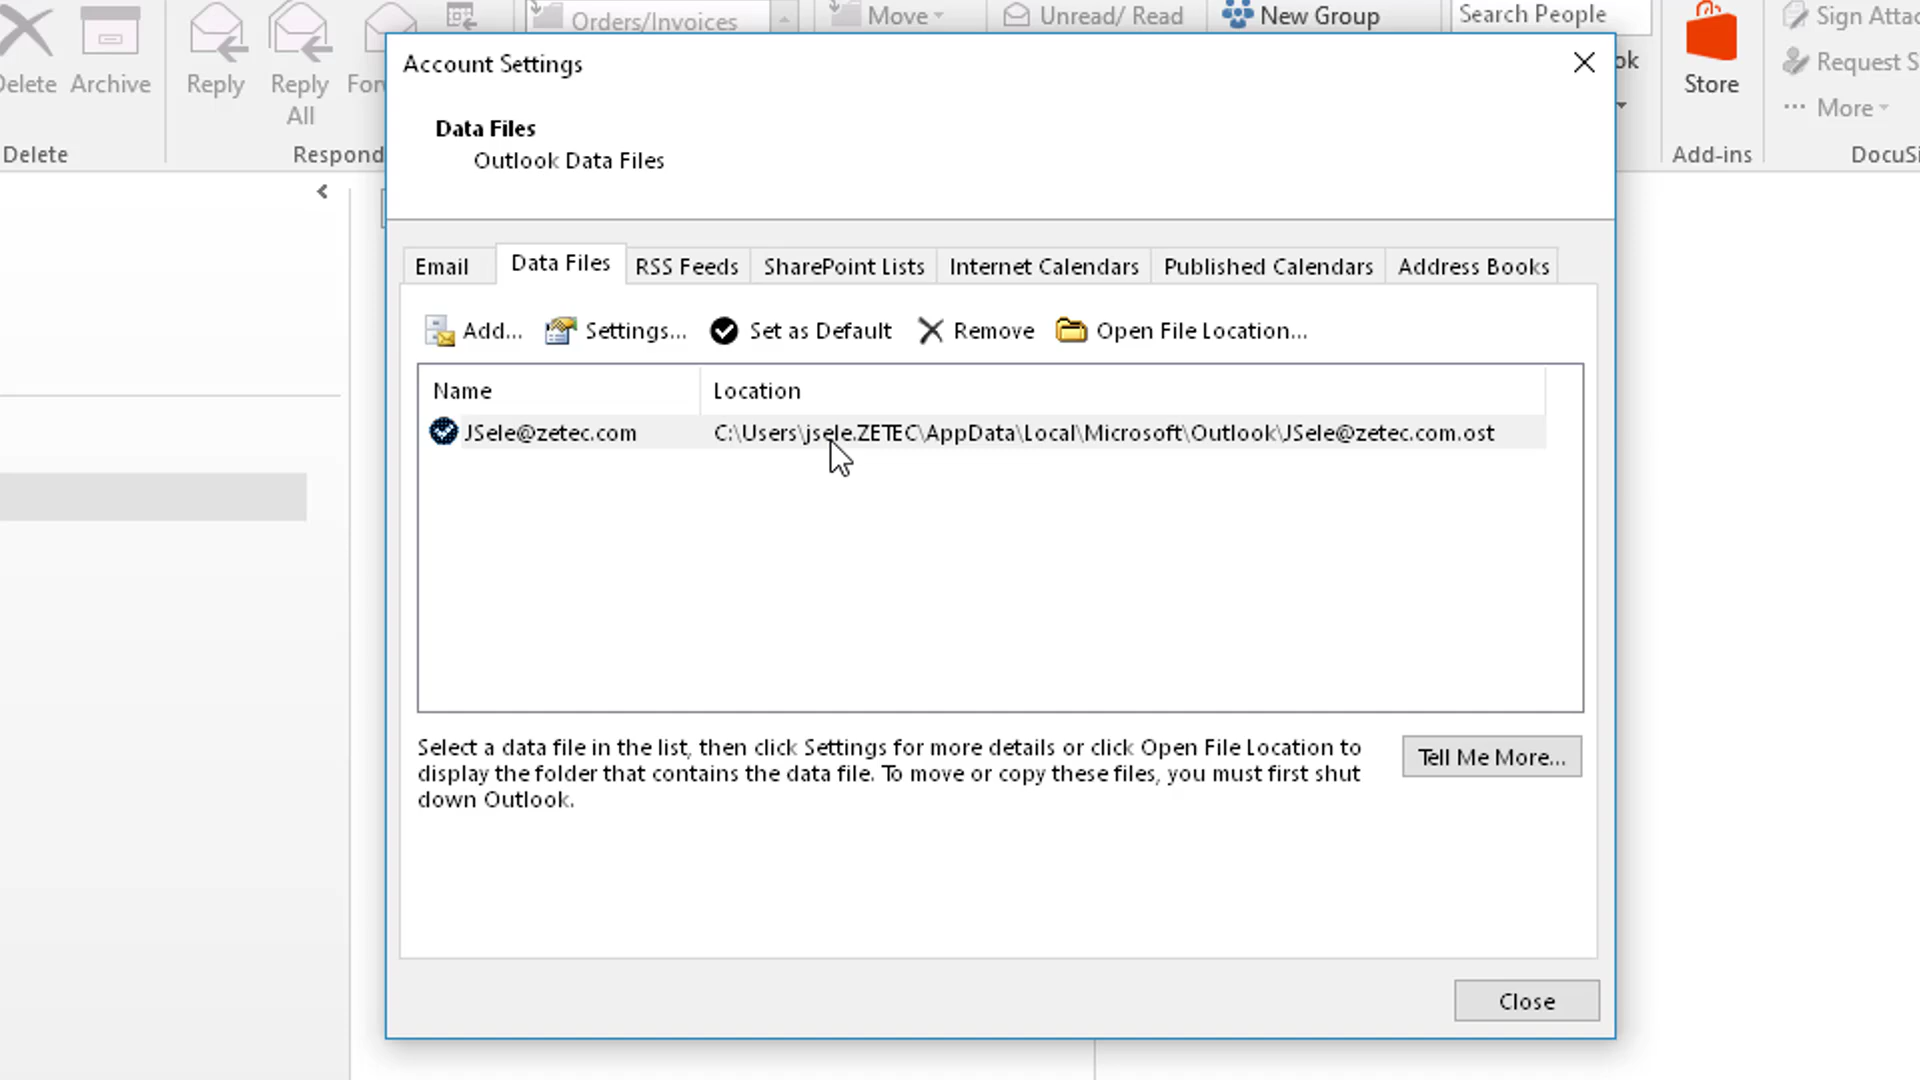 Orders/Invoices
Move
Unread/ Read
New Group
Search People
Delete
Archive
Reply
Reply
All
Store
More
Delete
Respond
Add-ins
Account Settings
Data Files
Outlook Data Files
Email
Data Files
RSS Feeds
SharePoint Lists
Internet Calendars
Published Calendars
Address Books
Add...
Settings...
Set as Default
Remove
Open File Location...
Name
Location
JSele@zetec.com
C:\Users\jsele.ZETEC\AppData\Local\Microsoft\Outlook\JSele@zetec.com.ost
Select a data file in the list, then click Settings for more details or click Open File Location to
display the folder that contains the data file. To move or copy these files, you must first shut
down Outlook.
Tell Me More...
Close